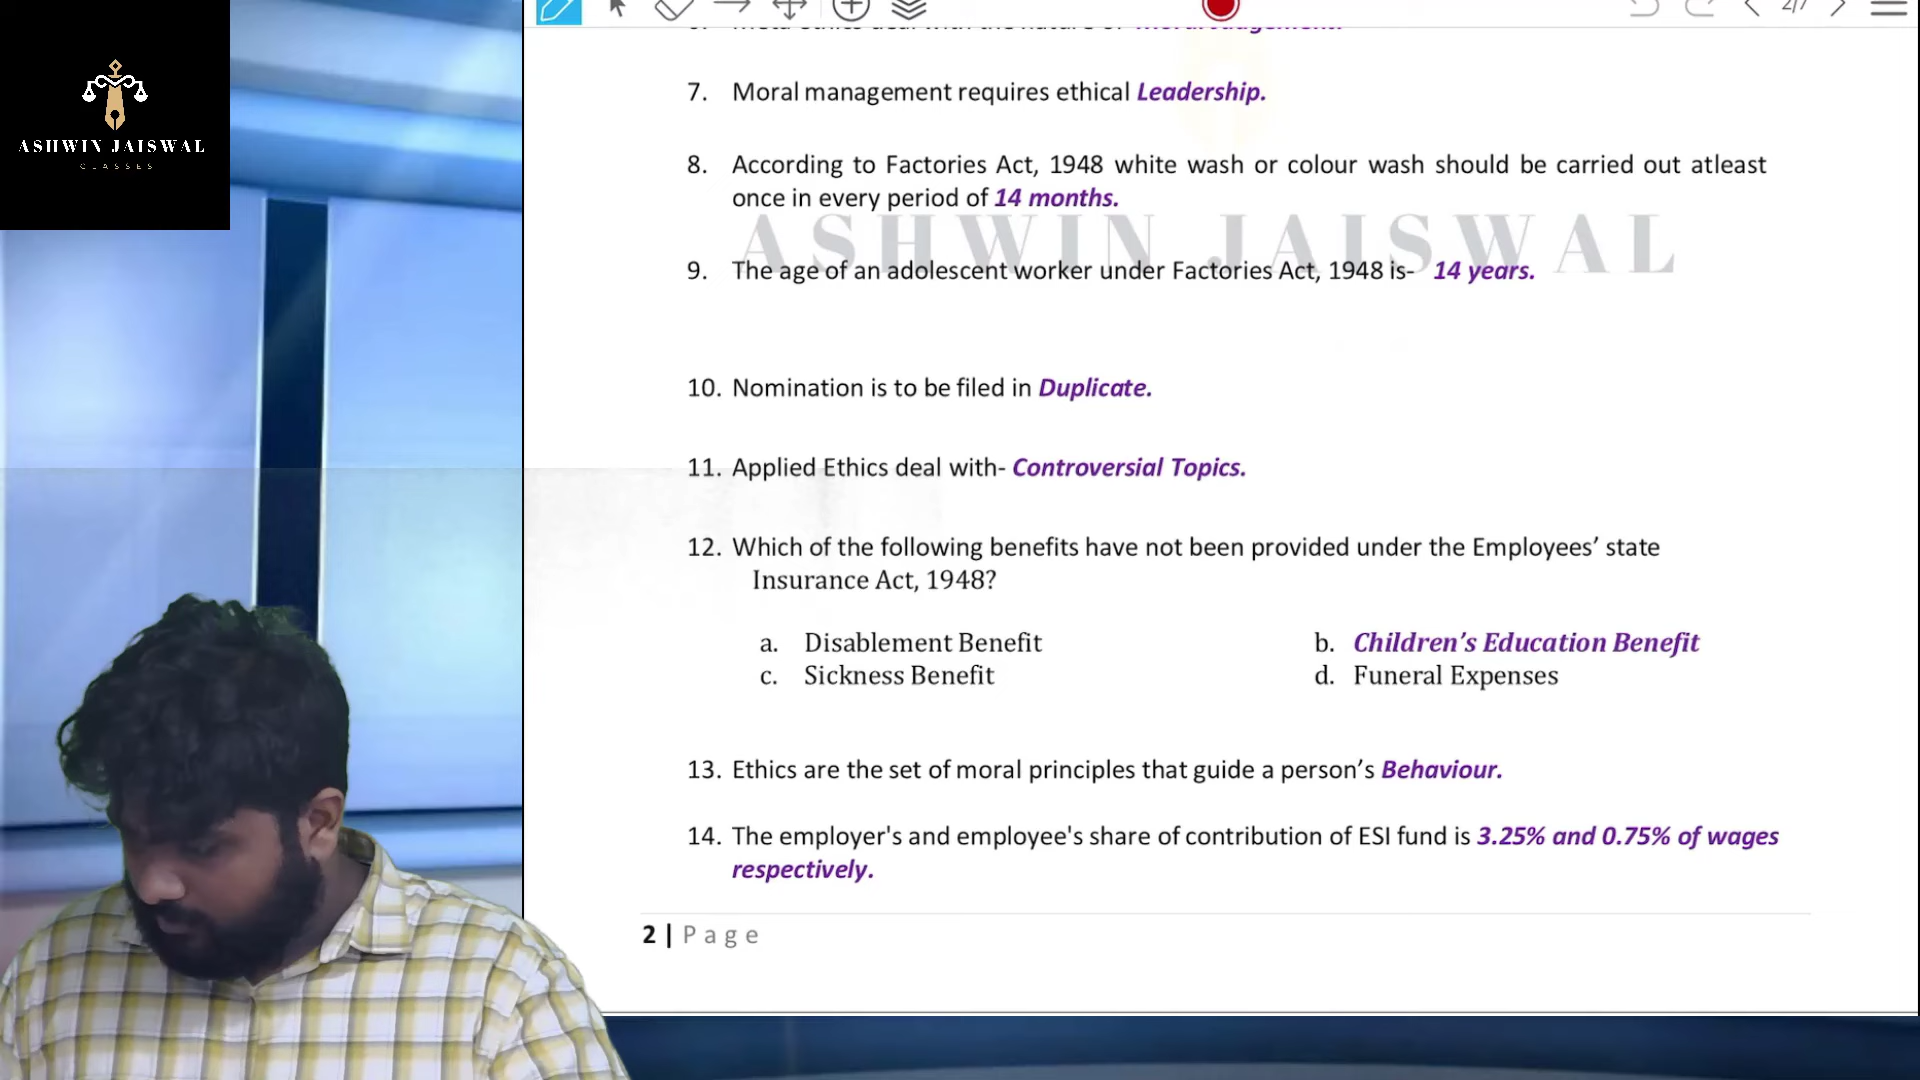 2/7
ASHWIN JAISWAL
CLASSES
7. Moral management requires ethical Leadership.
8. According to Factories Act, 1948 white wash or colour wash should be carried out atleast
once in every period of 14 months.
ASHWIN JAISWAL
9. The age of an adolescent worker under Factories Act, 1948 is- 14 years.
10. Nomination is to be filed in Duplicate.
11. Applied Ethics deal with- Controversial Topics.
12. Which of the following benefits have not been provided under the Employees’ state
Insurance Act, 1948?
a. Disablement Benefit b. Children’s Education Benefit
c. Sickness Benefit d. Funeral Expenses
13. Ethics are the set of moral principles that guide a person’s Behaviour.
14. The employer's and employee's share of contribution of ESI fund is 3.25% and 0.75% of wages
respectively.
2 | Page